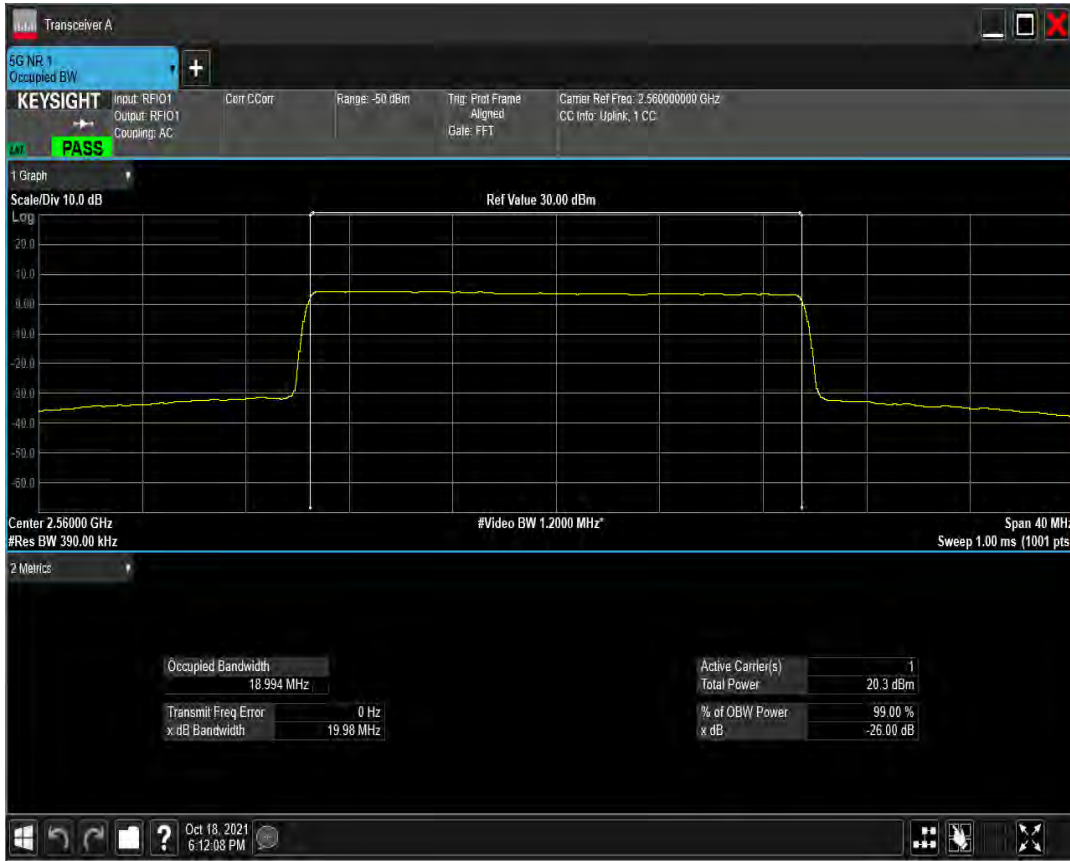 Transceiver A
5G NR 1
Occupied BW
+
KEYSIGHT
Input: RFIO1
Output: RFIO1
Coupling: AC
Corr CCorr
Range: -50 dBm
Trig: Prot Frame
Aligned
Gate: FFT
Carrier Ref Freq: 2.560000000 GHz
CC Info: Uplink, 1 CC
PASS
1 Graph
Scale/Div 10.0 dB
Ref Value 30.00 dBm
Log
20.0
10.0
0.00
-10.0
-20.0
-30.0
-40.0
-50.0
-60.0
Center 2.56000 GHz
#Video BW 1.2000 MHz*
Span 40 MHz
#Res BW 390.00 kHz
Sweep 1.00 ms (1001 pts
2 Metrics
Occupied Bandwidth
18.994 MHz
Transmit Freq Error 0 Hz
x dB Bandwidth 19.98 MHz
Active Carrier(s) 1
Total Power 20.3 dBm
% of OBW Power 99.00 %
x dB -26.00 dB
?
Oct 18, 2021
6:12:08 PM